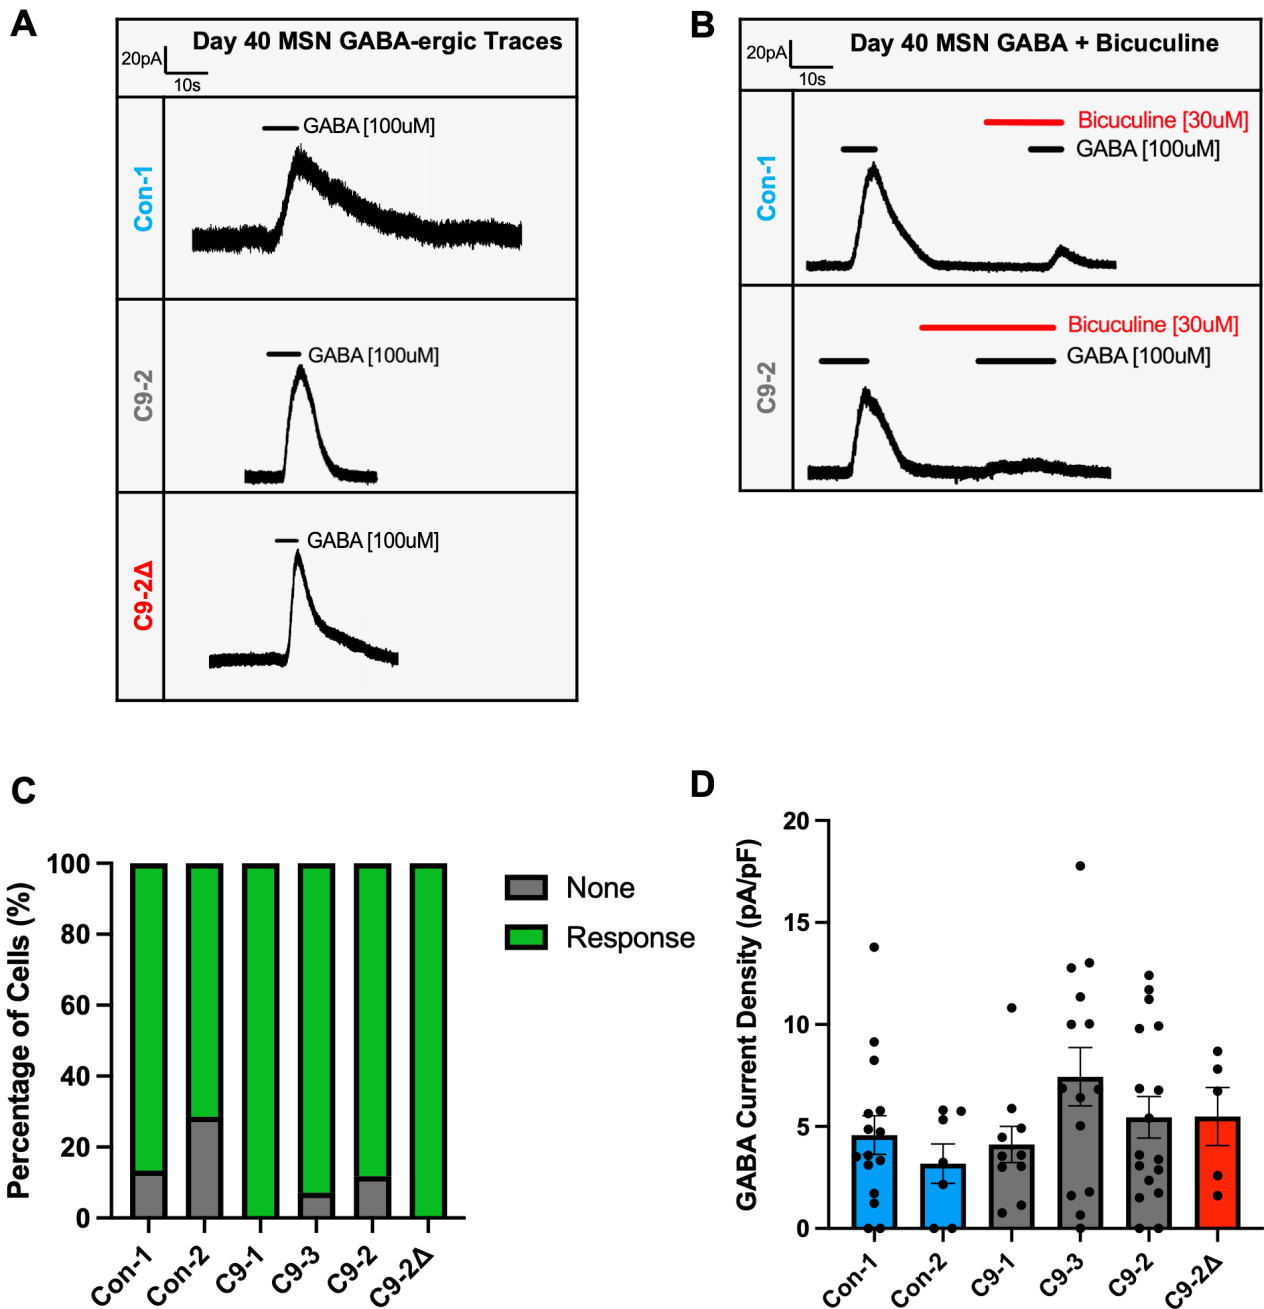 A
Day 40 MSN GABA-ergic Traces
20pA
10s
Con-1
GABA [100uM]
C9-2
GABA [100uM]
C9-2Δ
GABA [100uM]
B
Day 40 MSN GABA + Bicuculine
20pA
10s
Con-1
Bicuculine [30uM]
GABA [100uM]
C9-2
Bicuculine [30uM]
GABA [100uM]
C
Percentage of Cells (%)
100
80
60
40
20
0
Con-1
Con-2
C9-1
C9-3
C9-2
C9-2Δ
None
Response
D
GABA Current Density (pA/pF)
20
15
10
5
0
Con-1
Con-2
C9-1
C9-3
C9-2
C9-2Δ